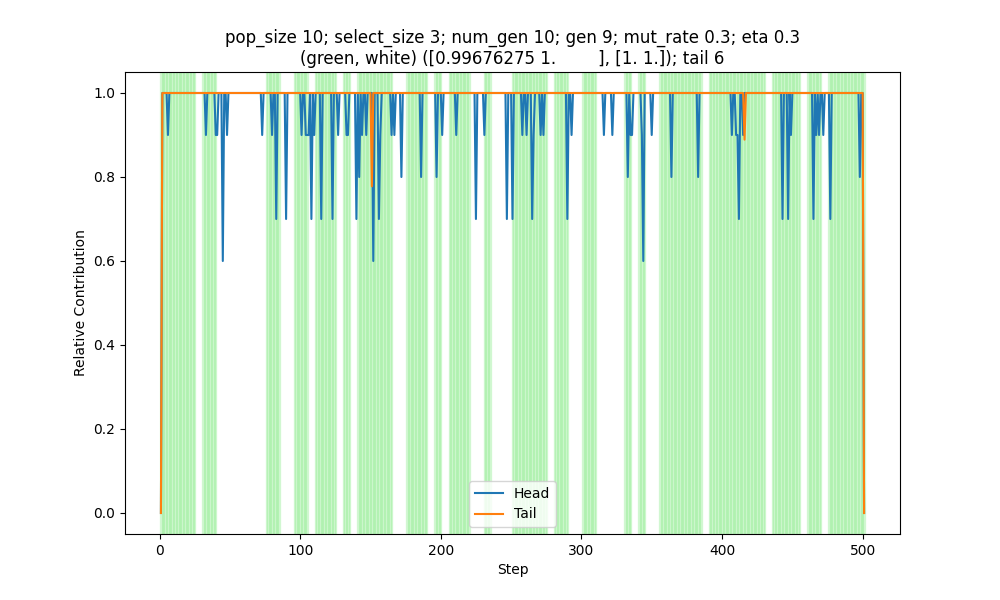 pop_size 10; select_size 3; num_gen 10; gen 9; mut_rate 0.3; eta 0.3
(green, white) ([0.99676275 1.        ], [1. 1.]); tail 6
1.0
0.8
0.6
0.4
0.2
0.0
Relative Contribution
Head
Tail
0 100 200 300 400 500
Step